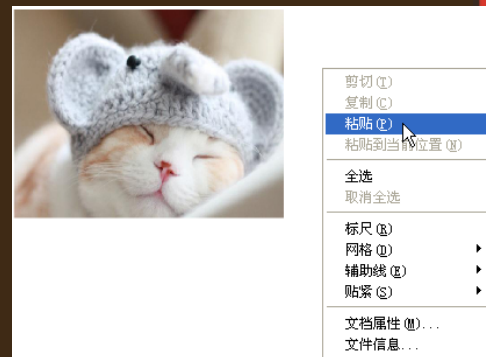 剪切(T)
复制(C)
粘贴(P)
粘贴到当前位置(N)
全选
取消全选
标尺(R)
网格(D)
辅助线(E)
贴紧(S)
文档属性(M)...
文件信息...